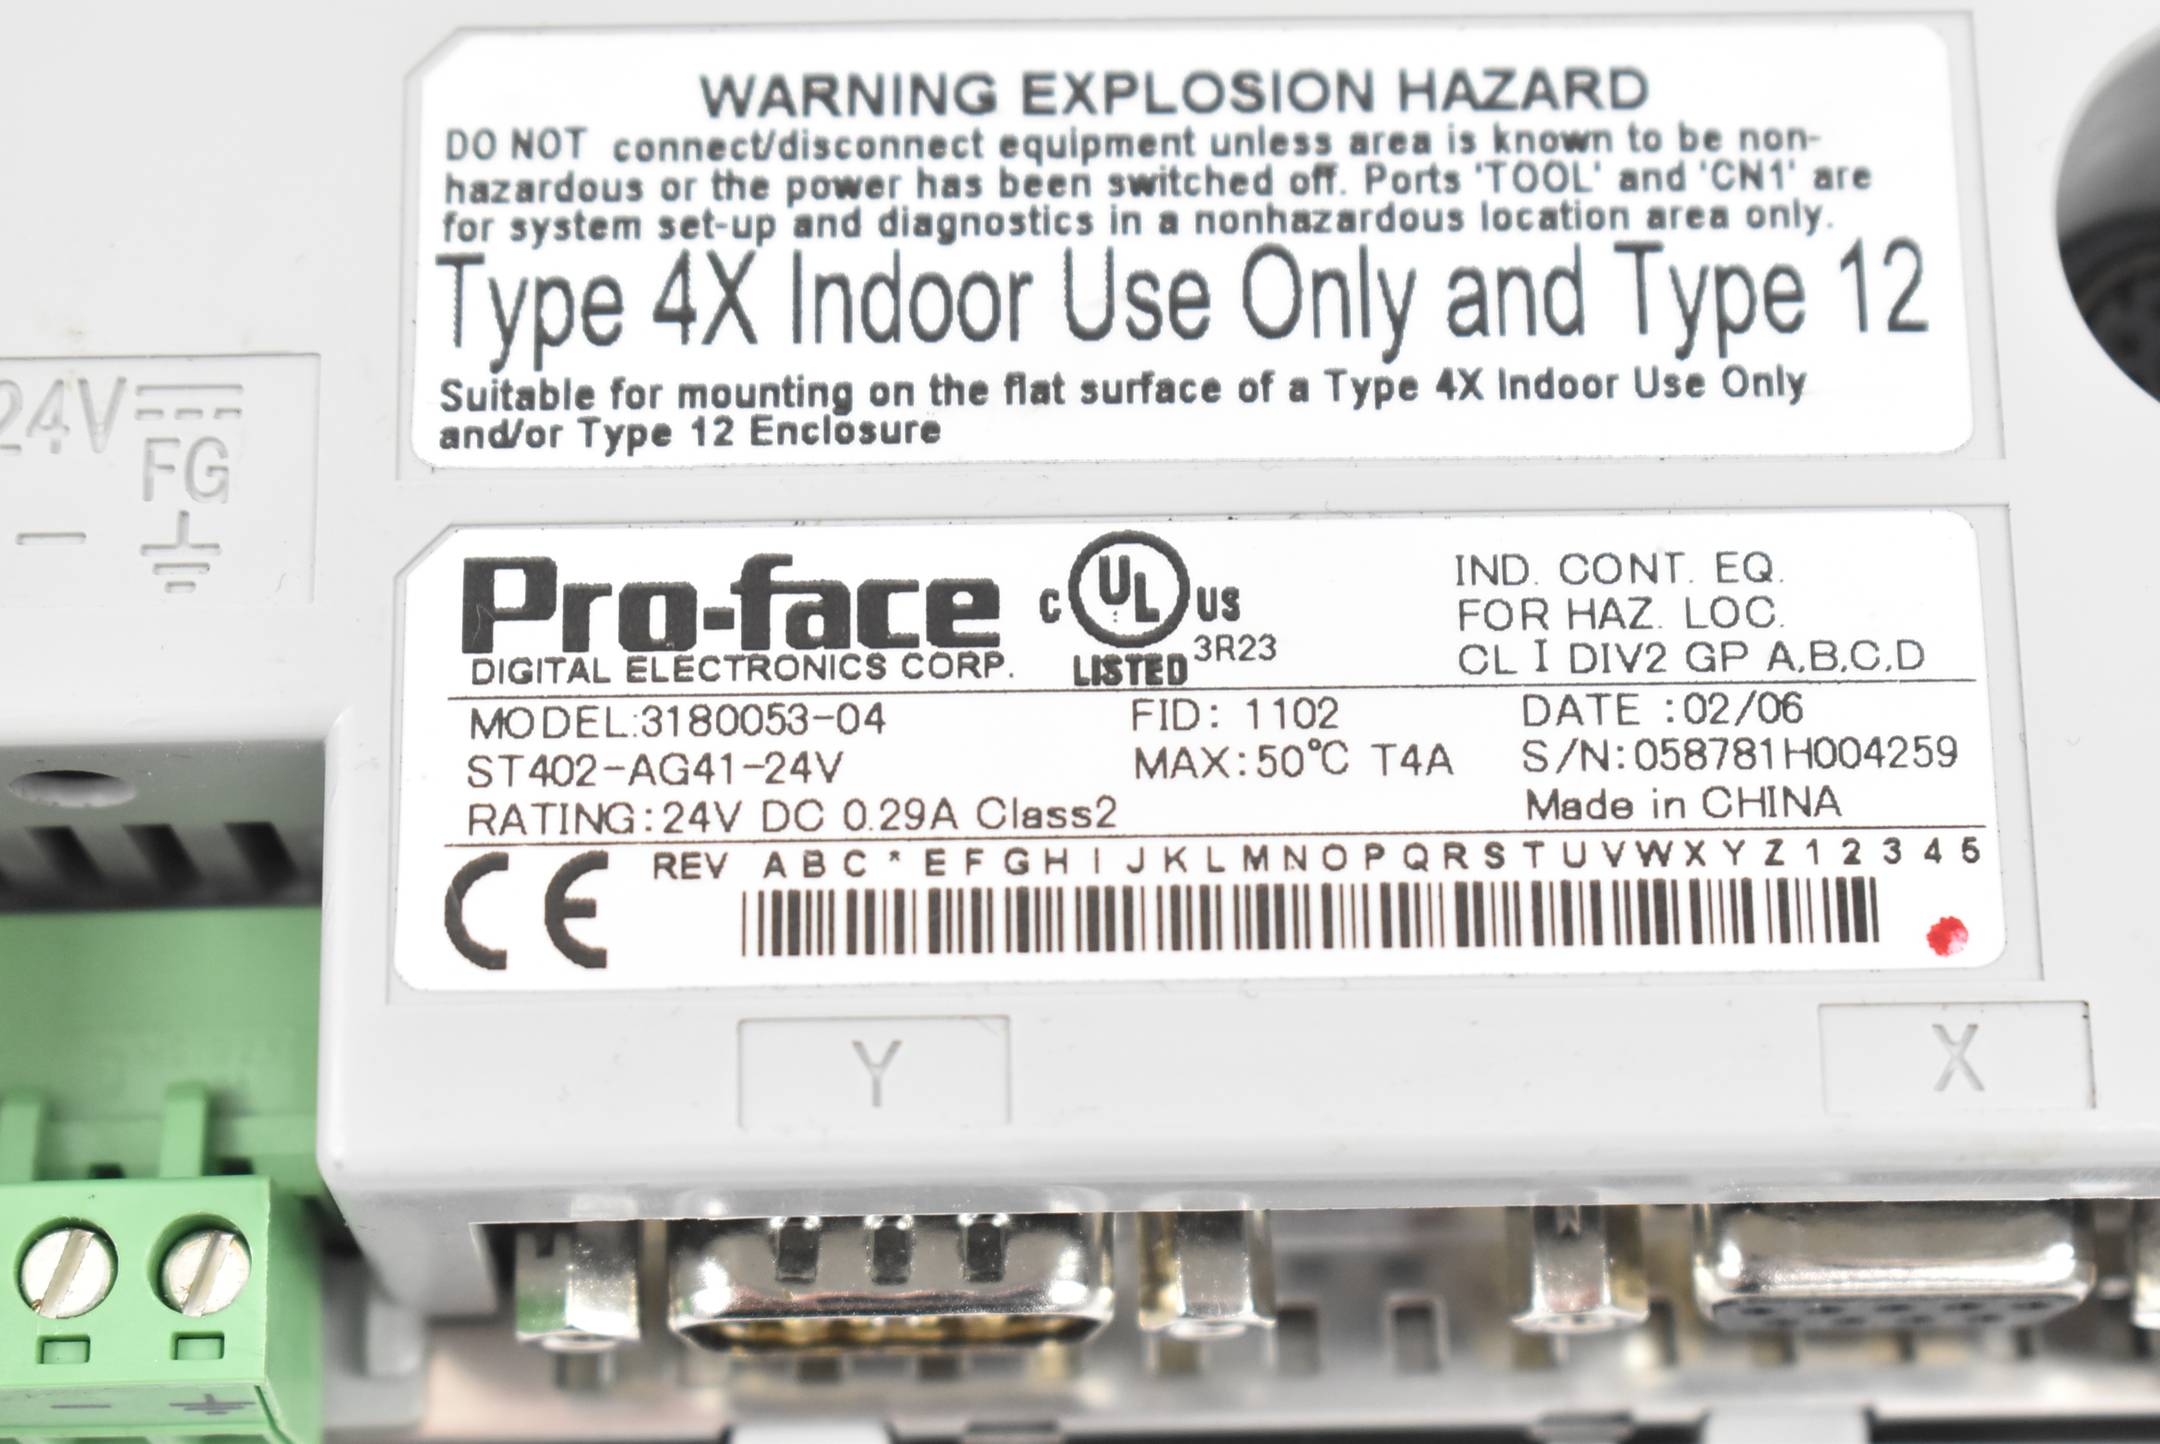 WARNING EXPLOSION HAZARD
DO NOT connect/disconnect equipment unless area is known to be non-
hazardous or the power has been switched off. Ports 'TOOL' and 'CN1' are
for system set-up and diagnostics in a nonhazardous location area only.
Type 4X Indoor Use Only and Type 12
Suitable for mounting on the flat surface of a Type 4X Indoor Use Only
and/or Type 12 Enclosure
24V
FG
Pro-face
DIGITAL ELECTRONICS CORP.
C UL US
LISTED 3R23
IND. CONT. EQ.
FOR HAZ. LOC.
CL I DIV2 GP A,B,C,D
MODEL:3180053-04 FID: 1102 DATE :02/06
ST402-AG41-24V MAX:50℃ T4A S/N:058781H004259
RATING:24V DC 0.29A Class2 Made in CHINA
CE REV A B C * E F G H I J K L M N O P Q R S T U V W X Y Z 1 2 3 4 5
Y X